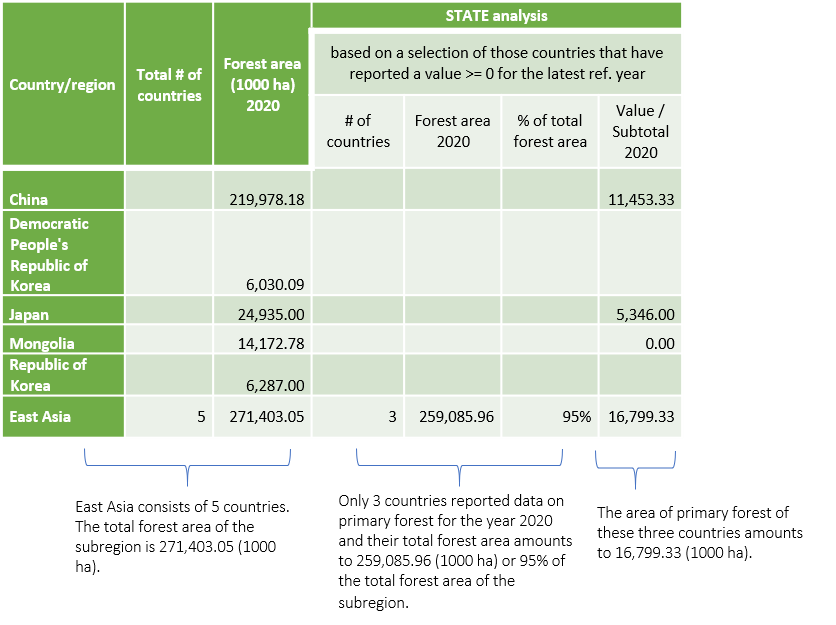 STATE analysis
Country/region
Total # of
countries
Forest area
(1000 ha)
2020
based on a selection of those countries that have
reported a value >= 0 for the latest ref. year
# of
countries
Forest area
2020
% of total
forest area
Value /
Subtotal
2020
China 219,978.18 11,453.33
Democratic
People's
Republic of
Korea 6,030.09
Japan 24,935.00 5,346.00
Mongolia 14,172.78 0.00
Republic of
Korea 6,287.00
East Asia 5 271,403.05 3 259,085.96 95% 16,799.33
East Asia consists of 5 countries.
The total forest area of the
subregion is 271,403.05 (1000
ha).
Only 3 countries reported data on
primary forest for the year 2020
and their total forest area amounts
to 259,085.96 (1000 ha) or 95% of
the total forest area of the
subregion.
The area of primary forest of
these three countries amounts
to 16,799.33 (1000 ha).